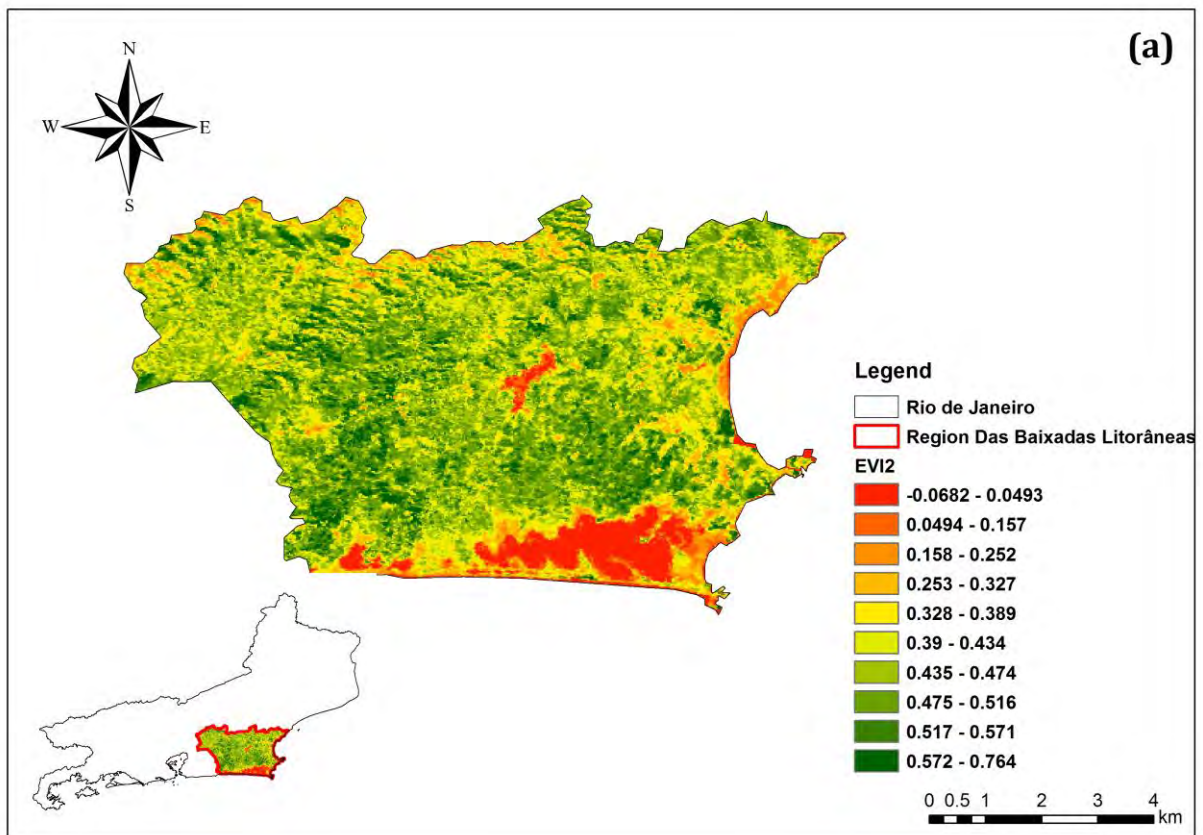 (a)
N
W E
S
Legend
Rio de Janeiro
Region Das Baixadas Litorâneas
EVI2
-0.0682 - 0.0493
0.0494 - 0.157
0.158 - 0.252
0.253 - 0.327
0.328 - 0.389
0.39 - 0.434
0.435 - 0.474
0.475 - 0.516
0.517 - 0.571
0.572 - 0.764
0 0.5 1 2 3 4
km